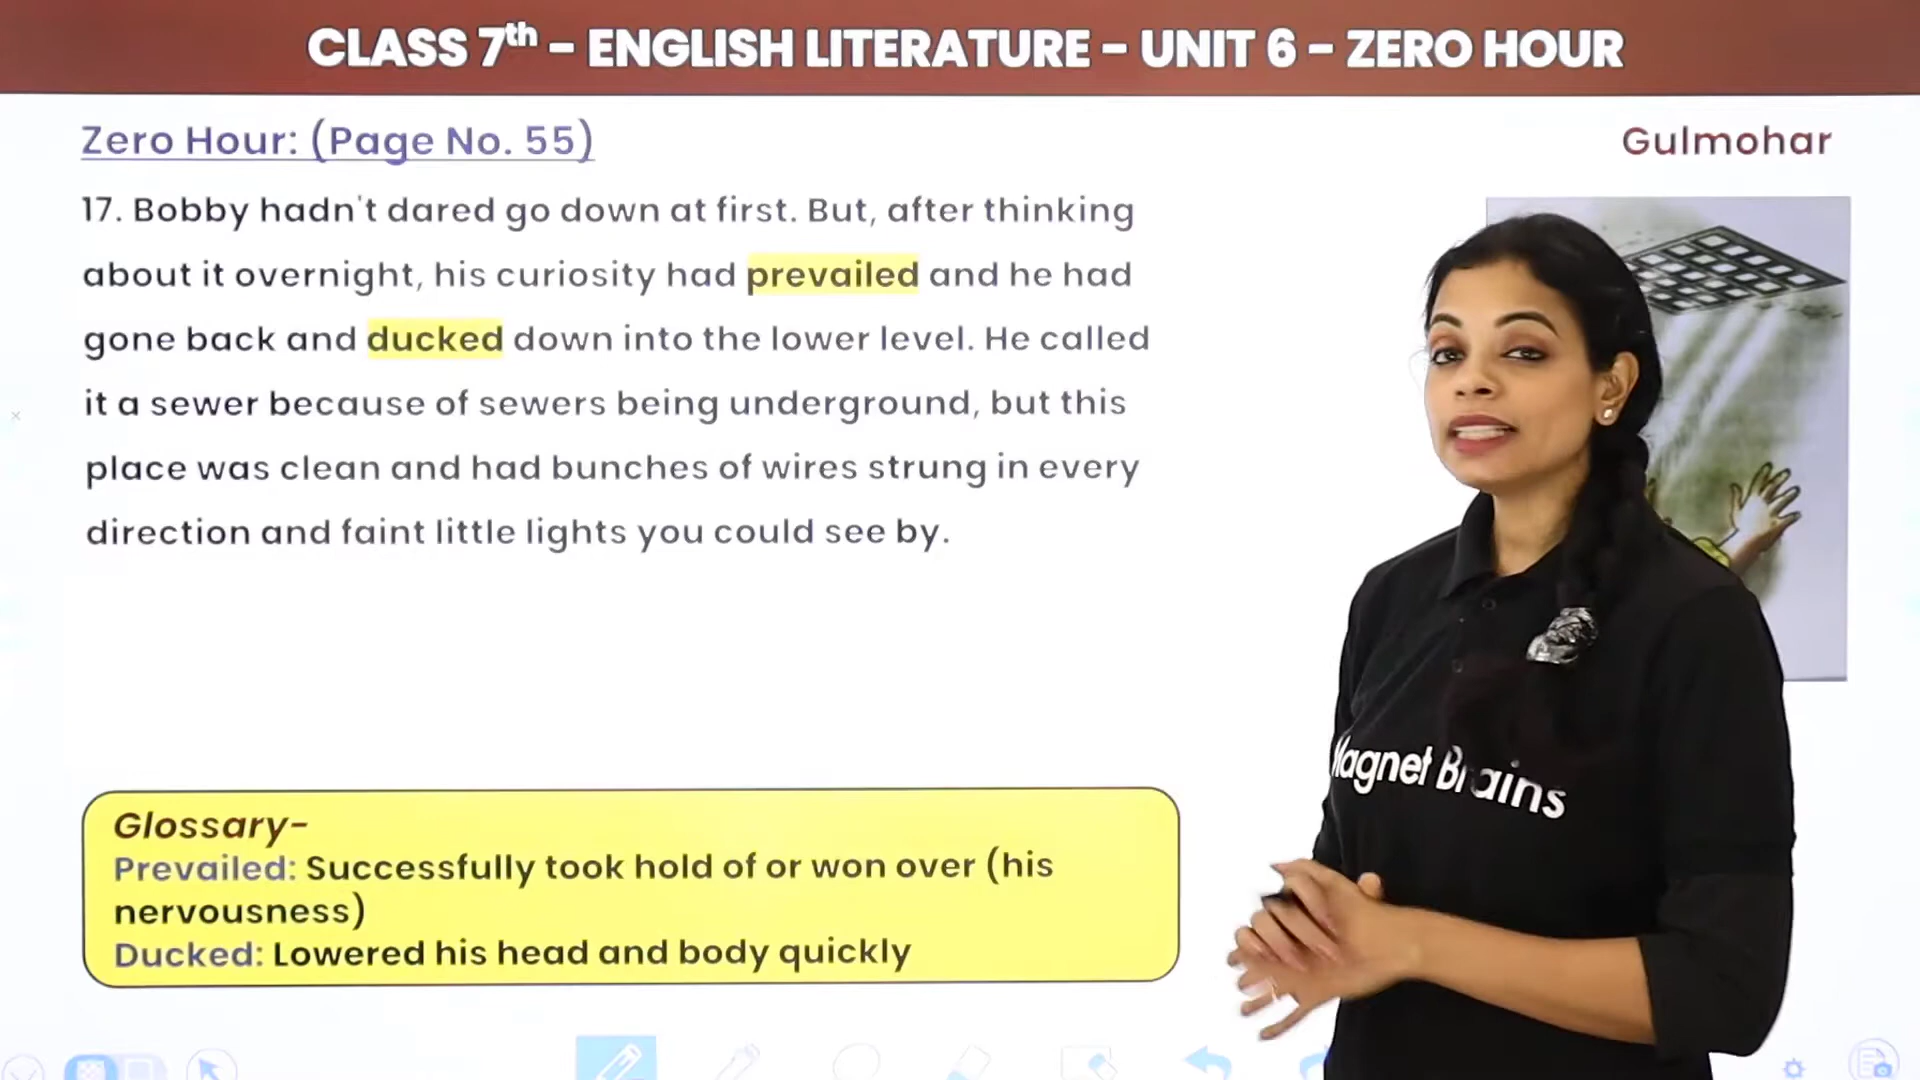 CLASS 7th – ENGLISH LITERATURE – UNIT 6 – ZERO HOUR
Zero Hour: (Page No. 55)
Gulmohar
17. Bobby hadn't dared go down at first. But, after thinking
about it overnight, his curiosity had prevailed and he had
gone back and ducked down into the lower level. He called
it a sewer because of sewers being underground, but this
place was clean and had bunches of wires strung in every
direction and faint little lights you could see by.
Magnet Brains
Glossary-
Prevailed: Successfully took hold of or won over (his
nervousness)
Ducked: Lowered his head and body quickly